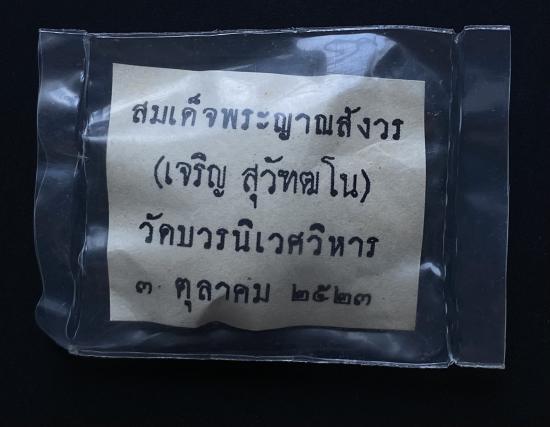 สมเด็จพระญาณสังวร
(เจริญ สุวัฑฒโน)
วัดบวรนิเวศวิหาร
๓ ตุลาคม ๒๕๒๓